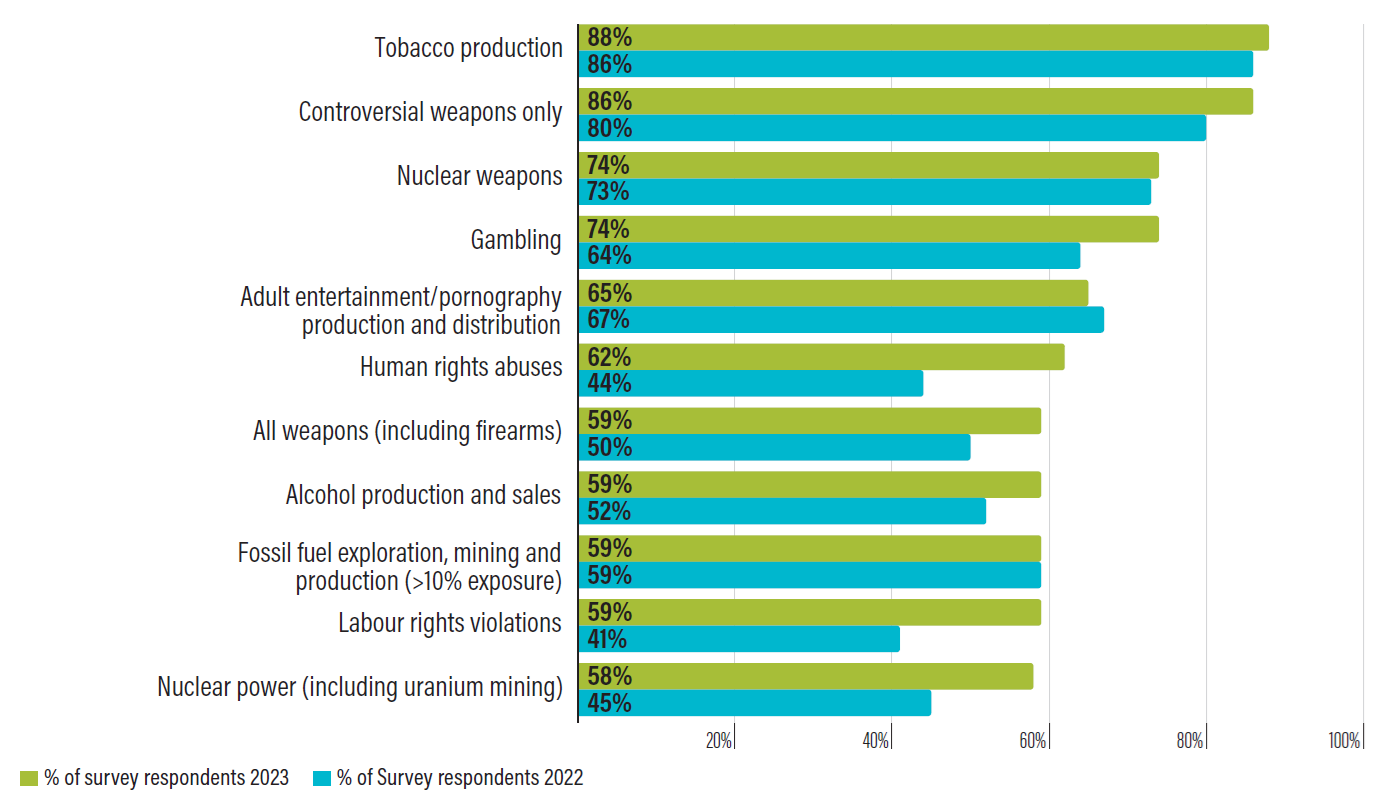 Tobacco production
88%
86%
Controversial weapons only
86%
80%
Nuclear weapons
74%
73%
Gambling
74%
64%
Adult entertainment/pornography
production and distribution
65%
67%
Human rights abuses
62%
44%
All weapons (including firearms)
59%
50%
Alcohol production and sales
59%
52%
Fossil fuel exploration, mining and
production (>10% exposure)
59%
59%
Labour rights violations
59%
41%
Nuclear power (including uranium mining)
58%
45%
20% 40% 60% 80% 100%
% of survey respondents 2023 % of Survey respondents 2022